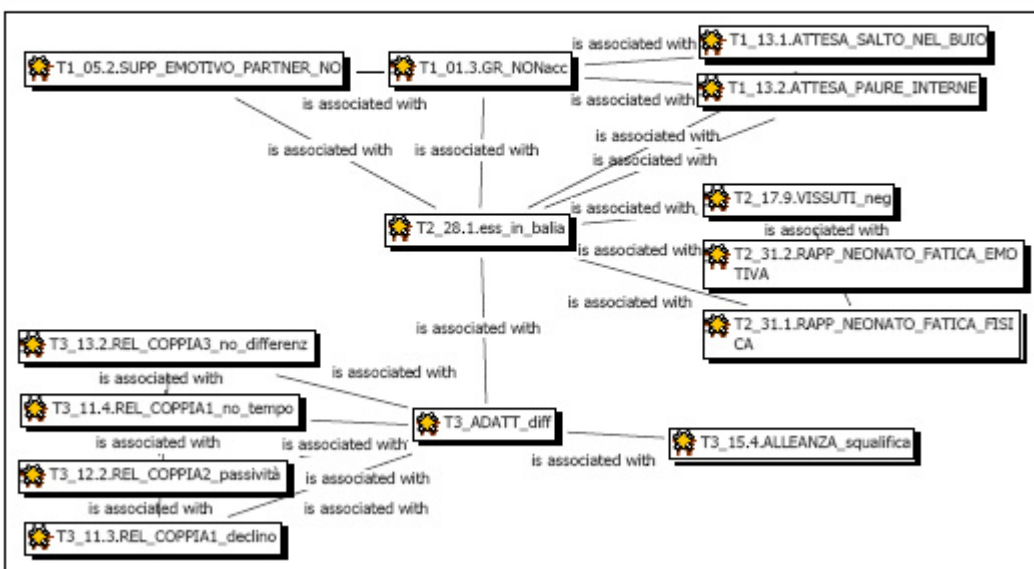 is associated with
T1_13.1.ATTESA_SALTO_NEL_BUIO
T1_05.2.SUPP_EMOTIVO_PARTNER_NO
T1_01.3.GR_NONacc
is associated with
is associated with
T1_13.2.ATTESA_PAURE_INTERNE
is associated with
is associated with
is associated with
is associated with
is associated with
T2_17.9.VISSUTI_neg
is associated with
T2_28.1.ess_in_balia
is associated with
is associated with
T2_31.2.RAPP_NEONATO_FATICA_EMO
TIVA
is associated with
T2_31.1.RAPP_NEONATO_FATICA_FISI
CA
is associated with
T3_13.2.REL_COPPIA3_no_differenz
is associated with
is associated with
T3_11.4.REL_COPPIA1_no_tempo
T3_ADATT_diff
is associated with
is associated with
T3_15.4.ALLEANZA_squalifica
is associated with
T3_12.2.REL_COPPIA2_passività
is associated with
is associated with
is associated with
T3_11.3.REL_COPPIA1_declino